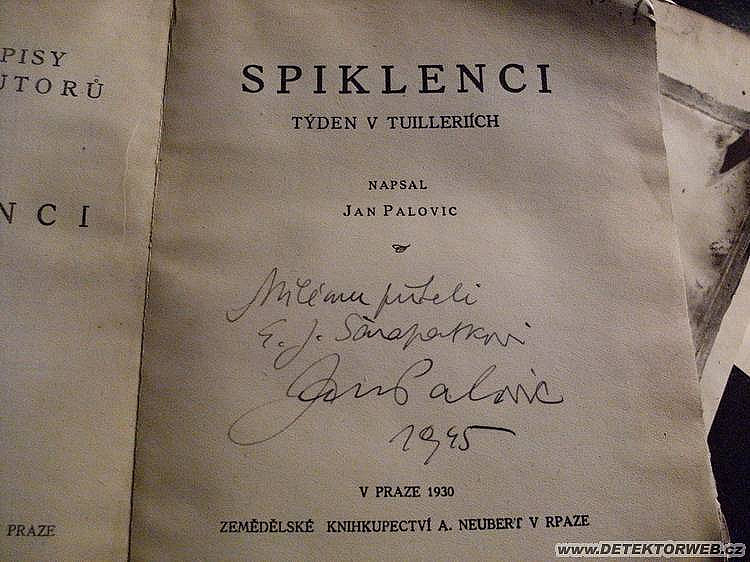 PISY
UTORŮ
NCI
PRAZE
SPIKLENCI
TÝDEN V TUILLERIÍCH
NAPSAL
JAN PALOVIC
Milému příteli
E. J. Šarapatkovi
Jan Palovic
1945
V PRAZE 1930
ZEMĚDĚLSKÉ KNIHKUPECTVÍ A. NEUBERT V RPAZE
www.DETEKTORWEB.cz